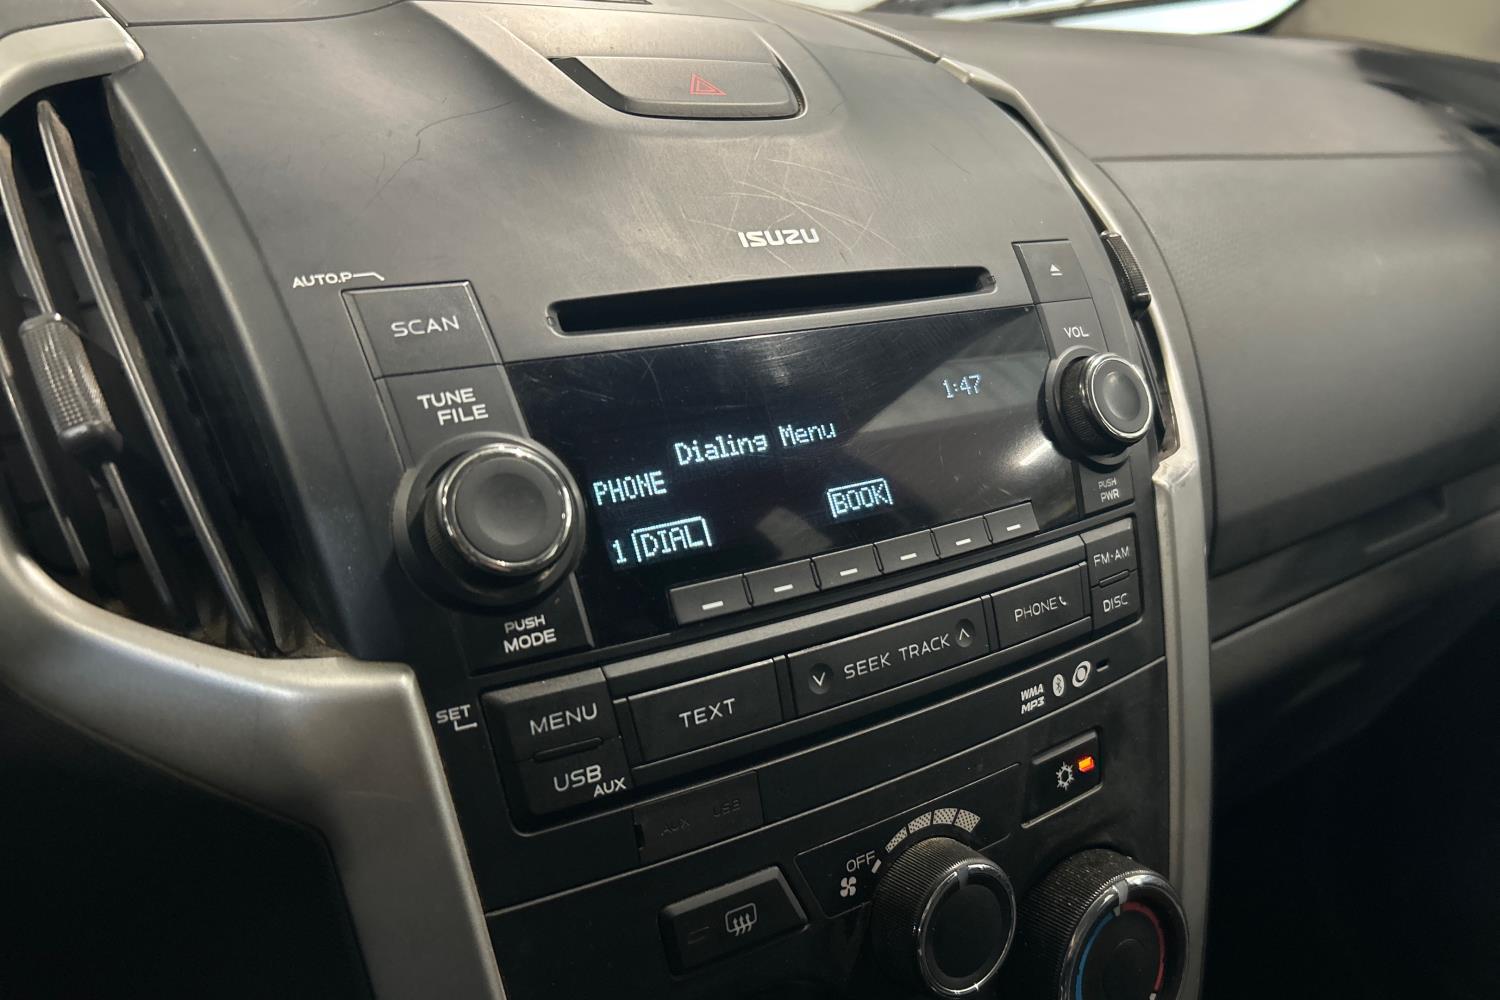 ISUZU
AUTO.P
SCAN
VOL
TUNE
FILE
1:47
Dialing Menu
PHONE
BOOK
1 DIAL
PUSH
PWR
PUSH
MODE
FM-AM
DISC
PHONE
SEEK TRACK
TEXT
SET
MENU
USB
AUX
WMA
MP3
AUX USB
OFF